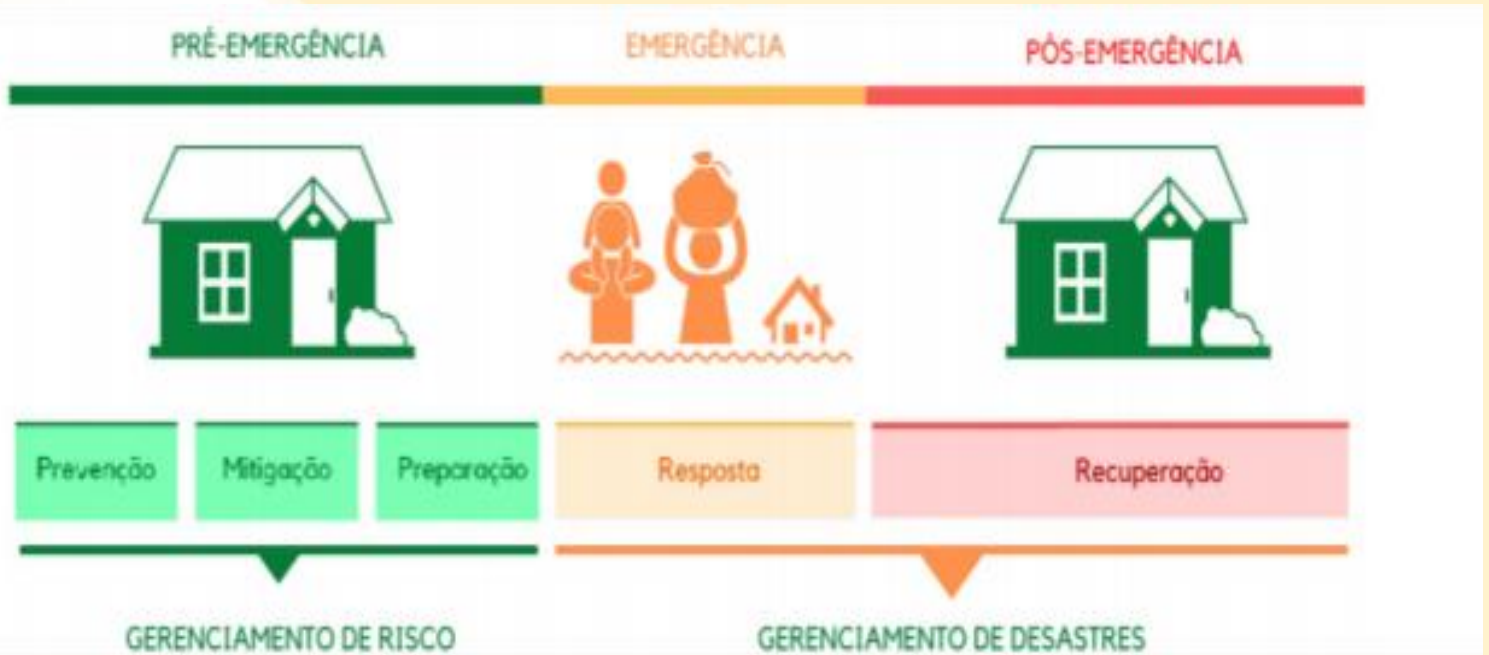 PRÉ-EMERGÊNCIA
EMERGÊNCIA
PÓS-EMERGÊNCIA
Prevenção
Mitigação
Preparação
Resposta
Recuperação
GERENCIAMENTO DE RISCO
GERENCIAMENTO DE DESASTRES